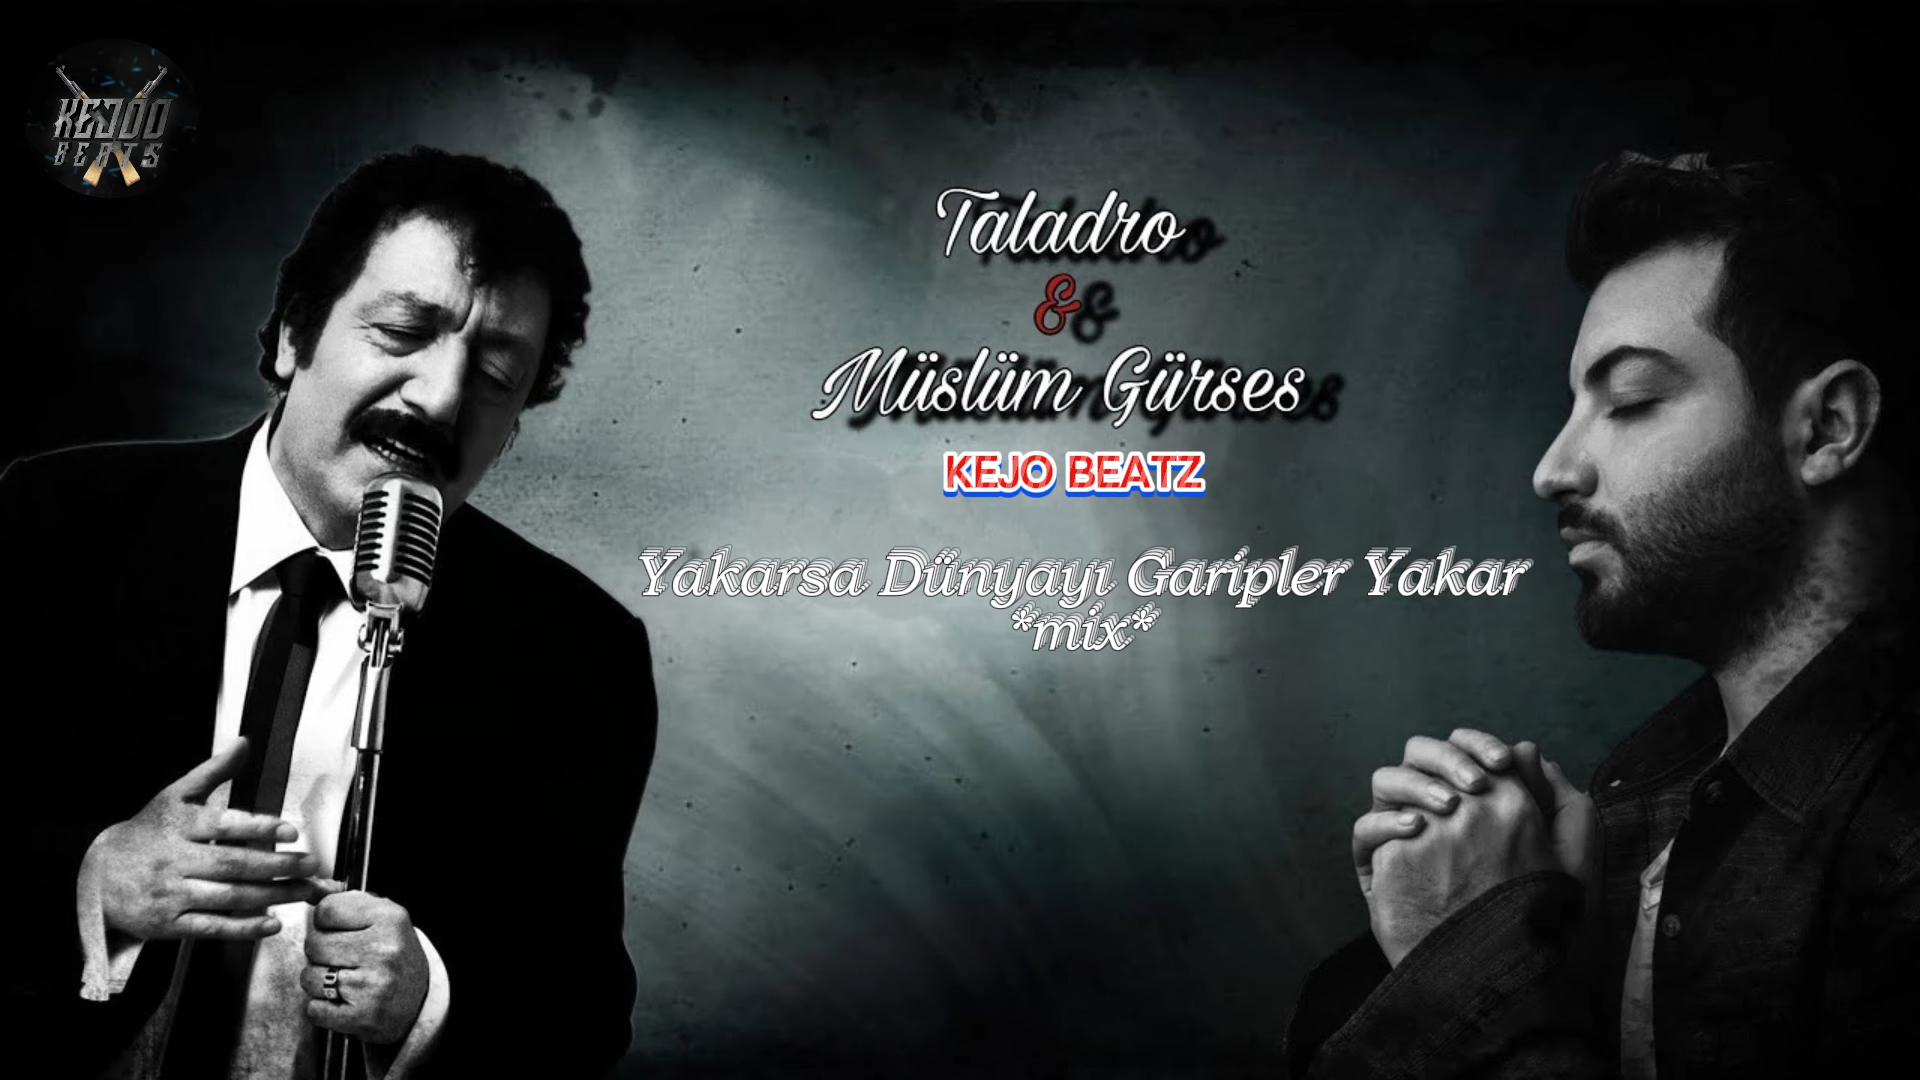 KEJOO
BEATS
Taladro
&
Müslüm Gürses
KEJO BEATZ
Yakarsa Dünyayı Garipler Yakar
*mix*